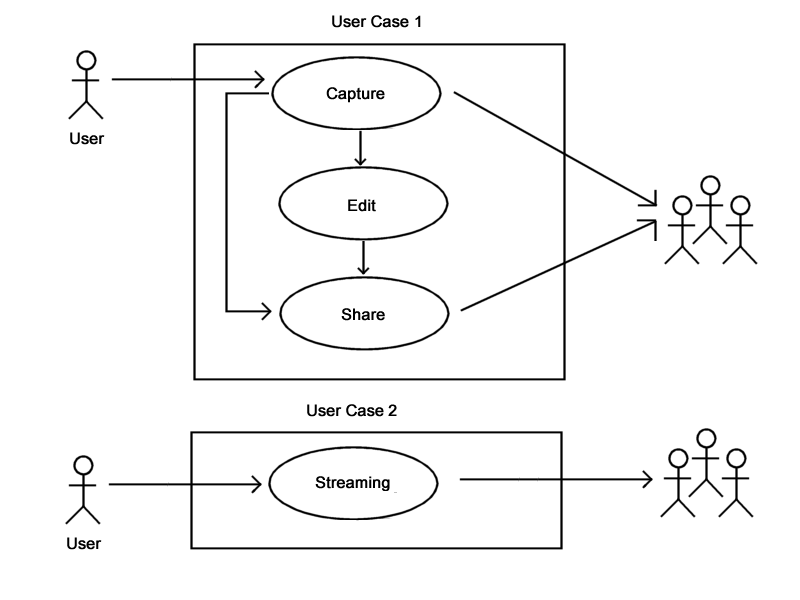 User Case 1
Capture
User
Edit
Share
User Case 2
Streaming
User